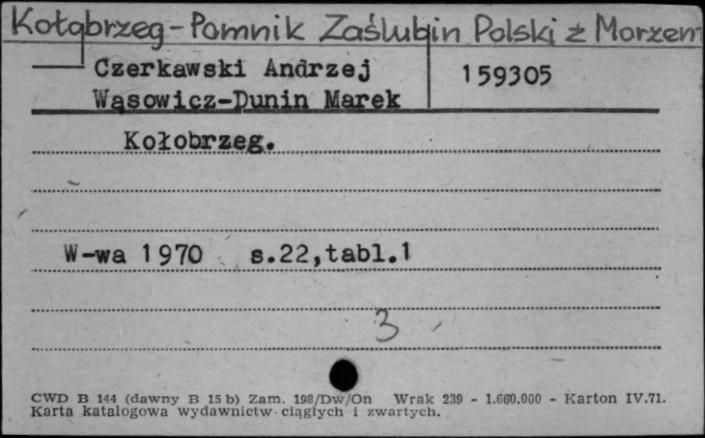 Kołobrzeg - Pomnik Zaślubin Polski z Morzem
Czerkawski Andrzej
159305
Wąsowicz-Dunin Marek
Kołobrzeg.
W-wa 1970 s.22,tabl.1
3
CWD B 144 (dawny B 15 b) Zam. 198/Dw/On Wrak 239 - 1.660.000 - Karton IV.71.
Karta katalogowa wydawnictw ciągłych i zwartych.